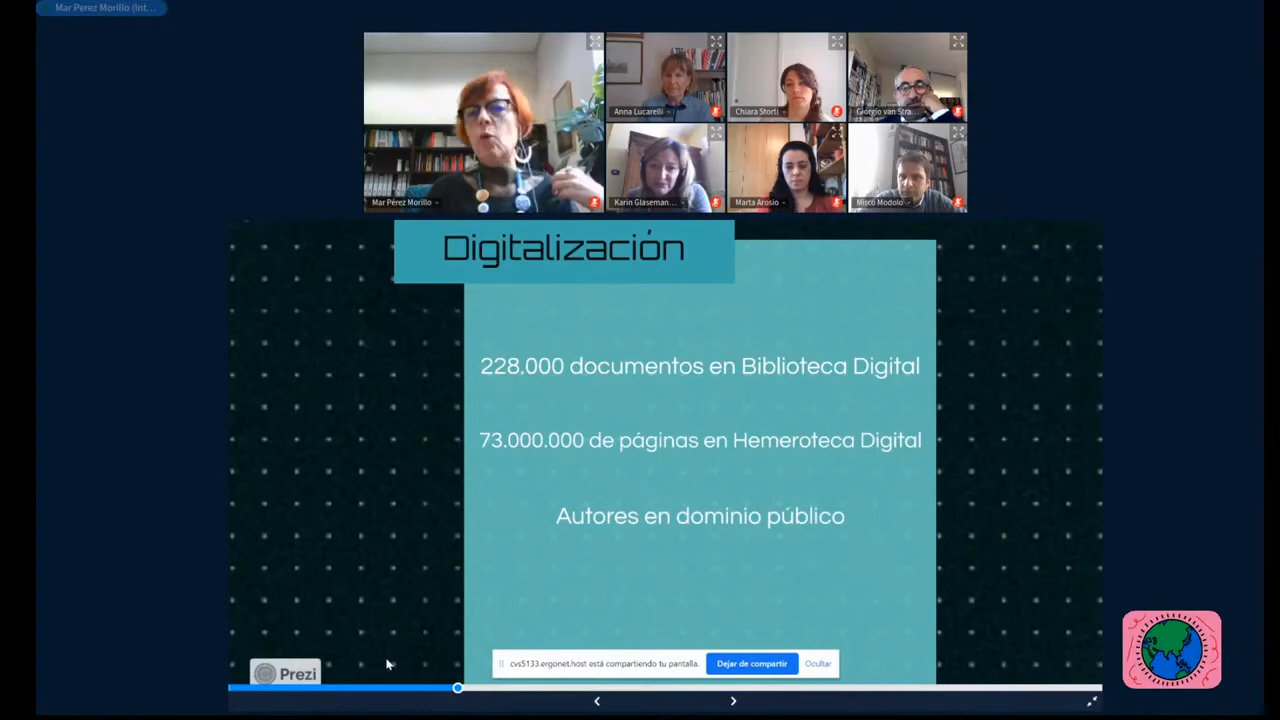 Mar Perez Morillo (Int...
Anna Lucarelli
Chiara Storti
Giorgio van Stra...
Mar Pérez Morillo
Karin Glaseman...
Marta Arosio
Mirco Modolo
Digitalización
228.000 documentos en Biblioteca Digital
73.000.000 de páginas en Hemeroteca Digital
Autores en dominio público
cvs5133.ergonet.host está compartiendo tu pantalla.
Dejar de compartir
Ocultar
Prezi